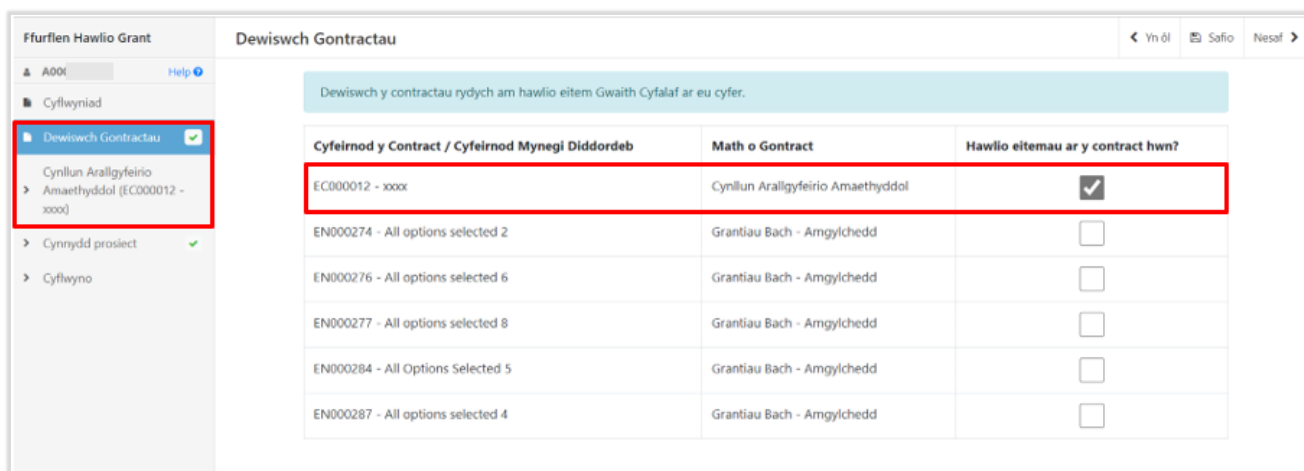 Ffurflen Hawlio Grant
Dewiswch Gontractau
Yn ôl
Safio
Nesaf
A00(
Help
Cyflwyniad
Dewiswch Gontractau
Cynllun Arallgyfeirio
Amaethyddol (EC000012 -
xxxx)
Cynnydd prosiect
Cyflwyno
Dewiswch y contractau rydych am hawlio eitem Gwaith Cyfalaf ar eu cyfer.
Cyfeirnod y Contract / Cyfeirnod Mynegi Diddordeb Math o Gontract Hawlio eitemau ar y contract hwn?
EC000012 - xxxx Cynllun Arallgyfeirio Amaethyddol
EN000274 - All options selected 2 Grantiau Bach - Amgylchedd
EN000276 - All options selected 6 Grantiau Bach - Amgylchedd
EN000277 - All options selected 8 Grantiau Bach - Amgylchedd
EN000284 - All Options Selected 5 Grantiau Bach - Amgylchedd
EN000287 - All options selected 4 Grantiau Bach - Amgylchedd